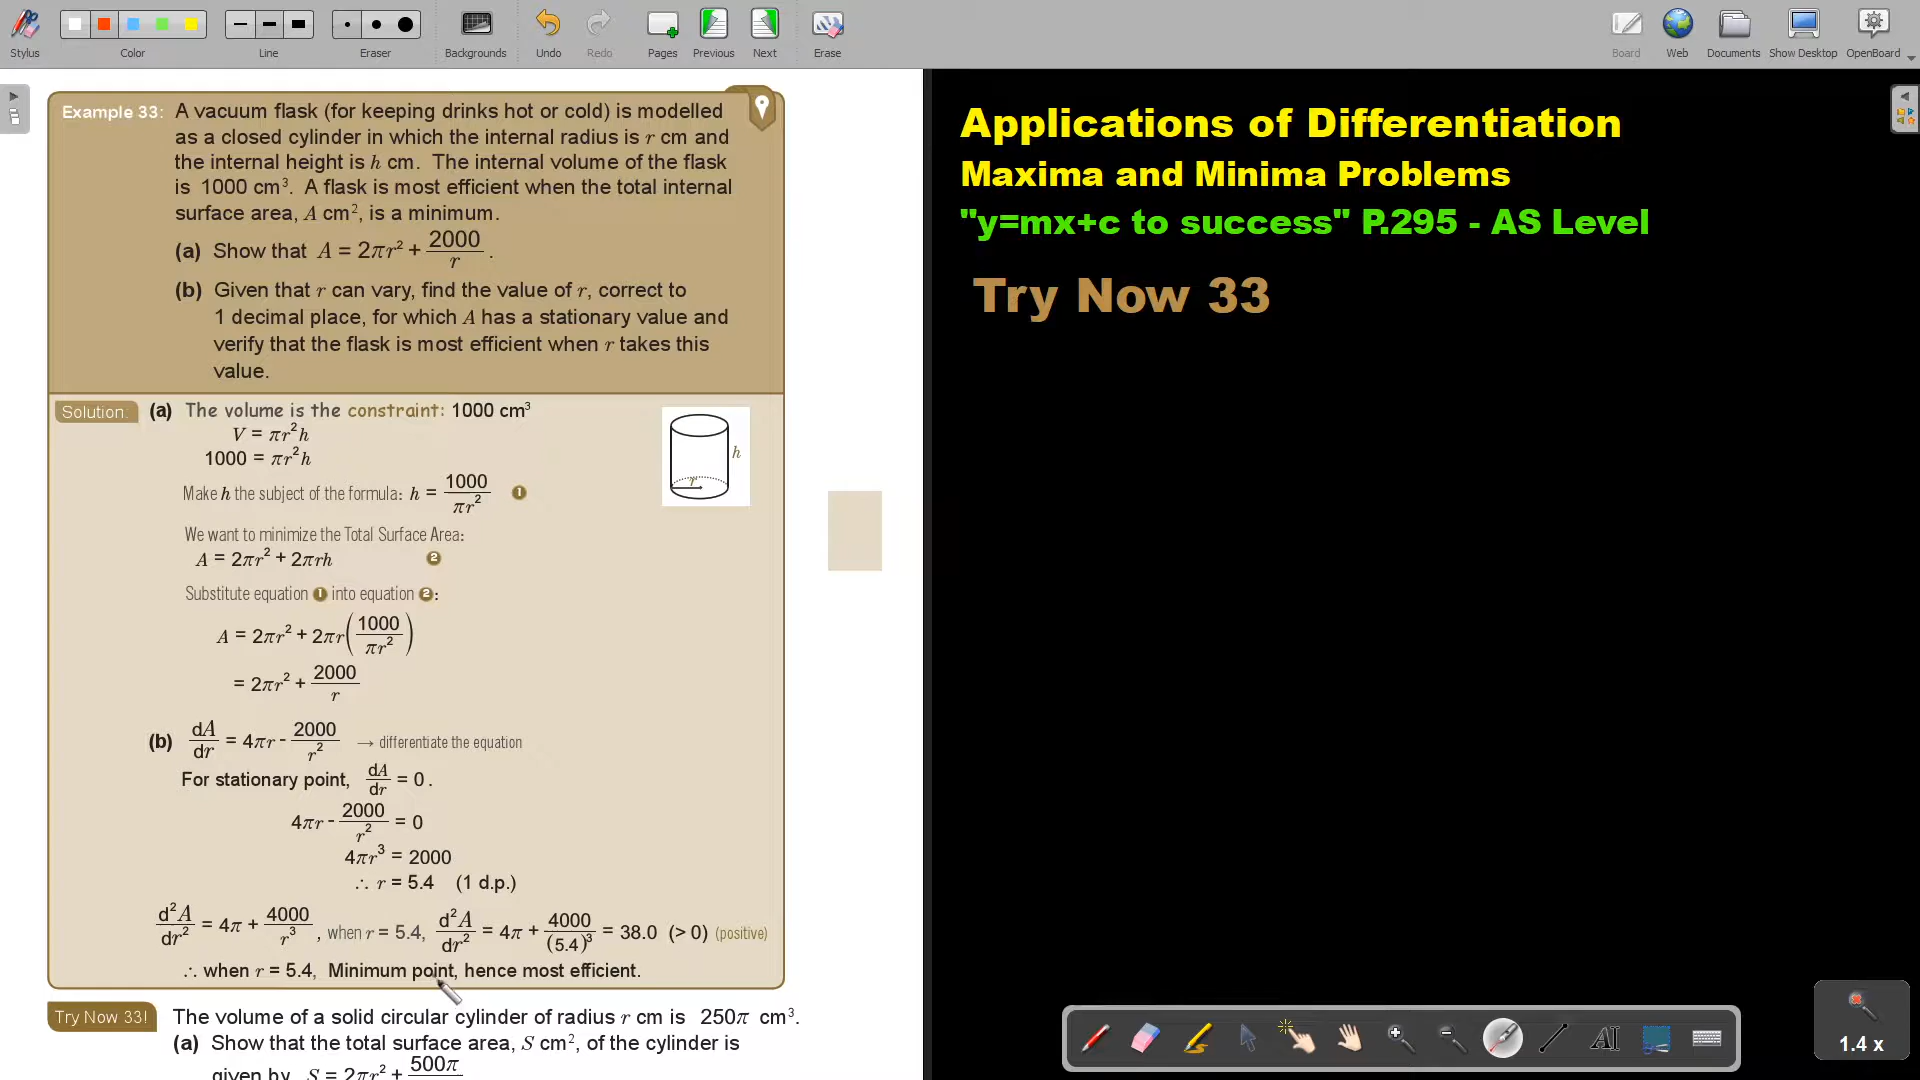 Stylus
Color
Line
Eraser
Backgrounds
Undo
Redo
Pages
Previous
Next
Erase
Board
Web
Documents
Show Desktop
OpenBoard
Example 33: A vacuum flask (for keeping drinks hot or cold) is modelled
as a closed cylinder in which the internal radius is r cm and
the internal height is h cm. The internal volume of the flask
is 1000 cm³. A flask is most efficient when the total internal
surface area, A cm², is a minimum.
(a) Show that A = 2πr² + 2000/r .
(b) Given that r can vary, find the value of r, correct to
1 decimal place, for which A has a stationary value and
verify that the flask is most efficient when r takes this
value.
Solution: (a) The volume is the constraint: 1000 cm³
V = πr²h
1000 = πr²h
Make h the subject of the formula: h = 1000/πr² ❶
h
r
We want to minimize the Total Surface Area:
A = 2πr² + 2πrh ❷
Substitute equation ❶ into equation ❷:
A = 2πr² + 2πr(1000/πr²)
= 2πr² + 2000/r
(b) dA/dr = 4πr - 2000/r² → differentiate the equation
For stationary point, dA/dr = 0 .
4πr - 2000/r² = 0
4πr³ = 2000
∴ r = 5.4 (1 d.p.)
d²A/dr² = 4π + 4000/r³ , when r = 5.4, d²A/dr² = 4π + 4000/(5.4)³ = 38.0 (> 0) (positive)
∴ when r = 5.4, Minimum point, hence most efficient.
Try Now 33! The volume of a solid circular cylinder of radius r cm is 250π cm³.
(a) Show that the total surface area, S cm², of the cylinder is
given by S = 2πr² + 500π
Applications of Differentiation
Maxima and Minima Problems
"y=mx+c to success" P.295 - AS Level
Try Now 33
AI
1.4 x